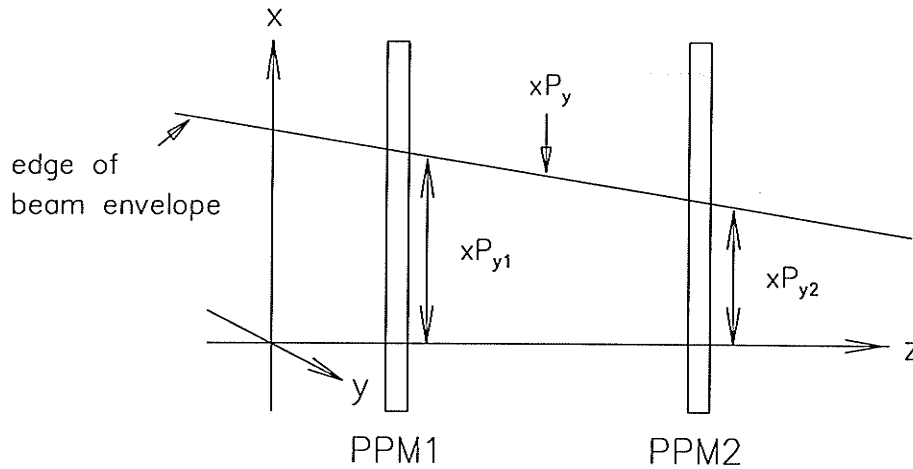 x
xP_y
edge of
beam envelope
xP_y1
xP_y2
z
y
PPM1
PPM2